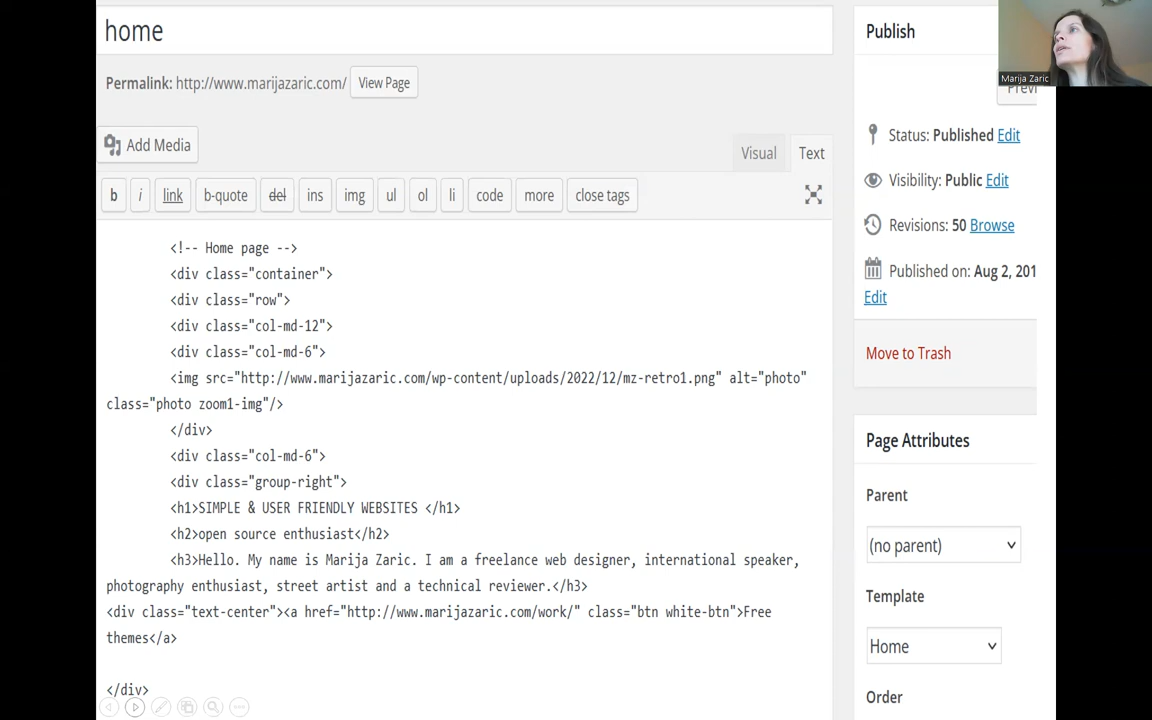 home
Permalink: http://www.marijazaric.com/ View Page
Add Media
Visual Text
b i link b-quote del ins img ul ol li code more close tags
<!-- Home page -->
<div class="container">
<div class="row">
<div class="col-md-12">
<div class="col-md-6">
<img src="http://www.marijazaric.com/wp-content/uploads/2022/12/mz-retro1.png" alt="photo"
class="photo zoom1-img"/>
</div>
<div class="col-md-6">
<div class="group-right">
<h1>SIMPLE & USER FRIENDLY WEBSITES </h1>
<h2>open source enthusiast</h2>
<h3>Hello. My name is Marija Zaric. I am a freelance web designer, international speaker,
photography enthusiast, street artist and a technical reviewer.</h3>
<div class="text-center"><a href="http://www.marijazaric.com/work/" class="btn white-btn">Free
themes</a>
</div>
Publish
Marija Zaric
Status: Published Edit
Visibility: Public Edit
Revisions: 50 Browse
Published on: Aug 2, 201
Edit
Move to Trash
Page Attributes
Parent
(no parent)
Template
Home
Order